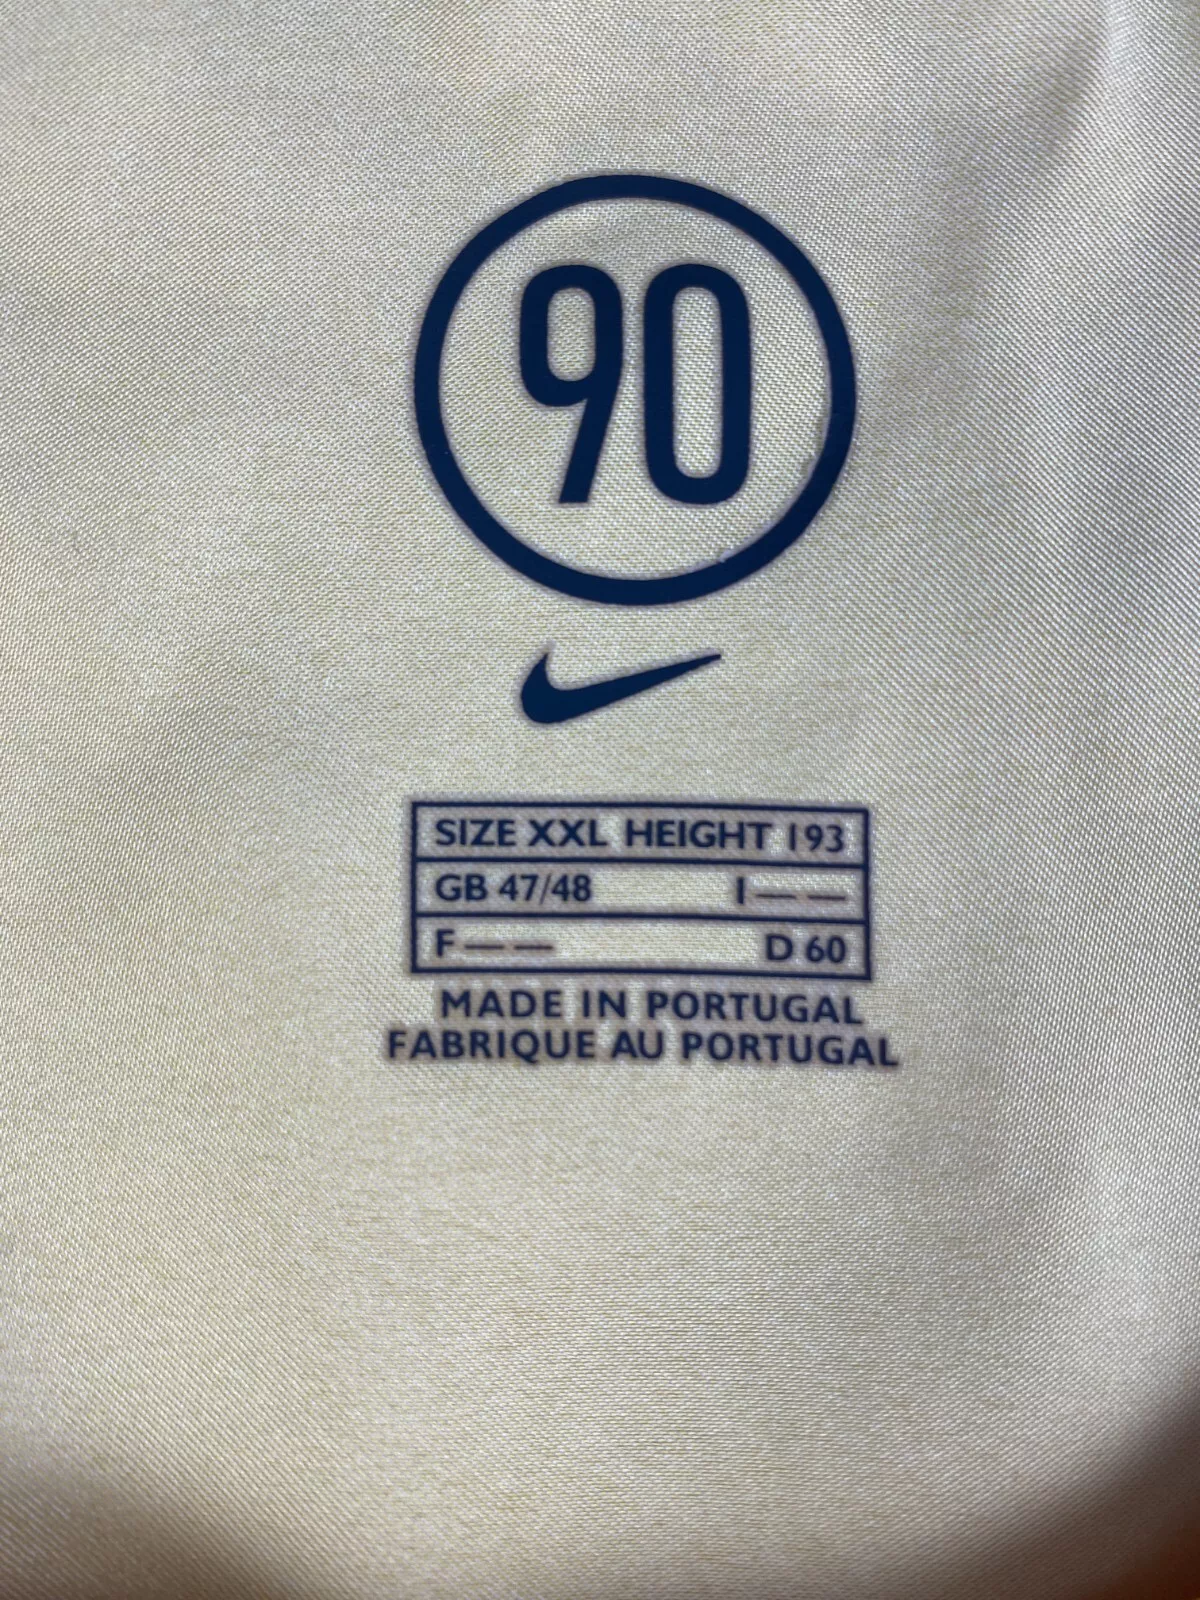 90
SIZE XXL HEIGHT 193
GB 47/48 I — —
F — — D 60
MADE IN PORTUGAL
FABRIQUE AU PORTUGAL